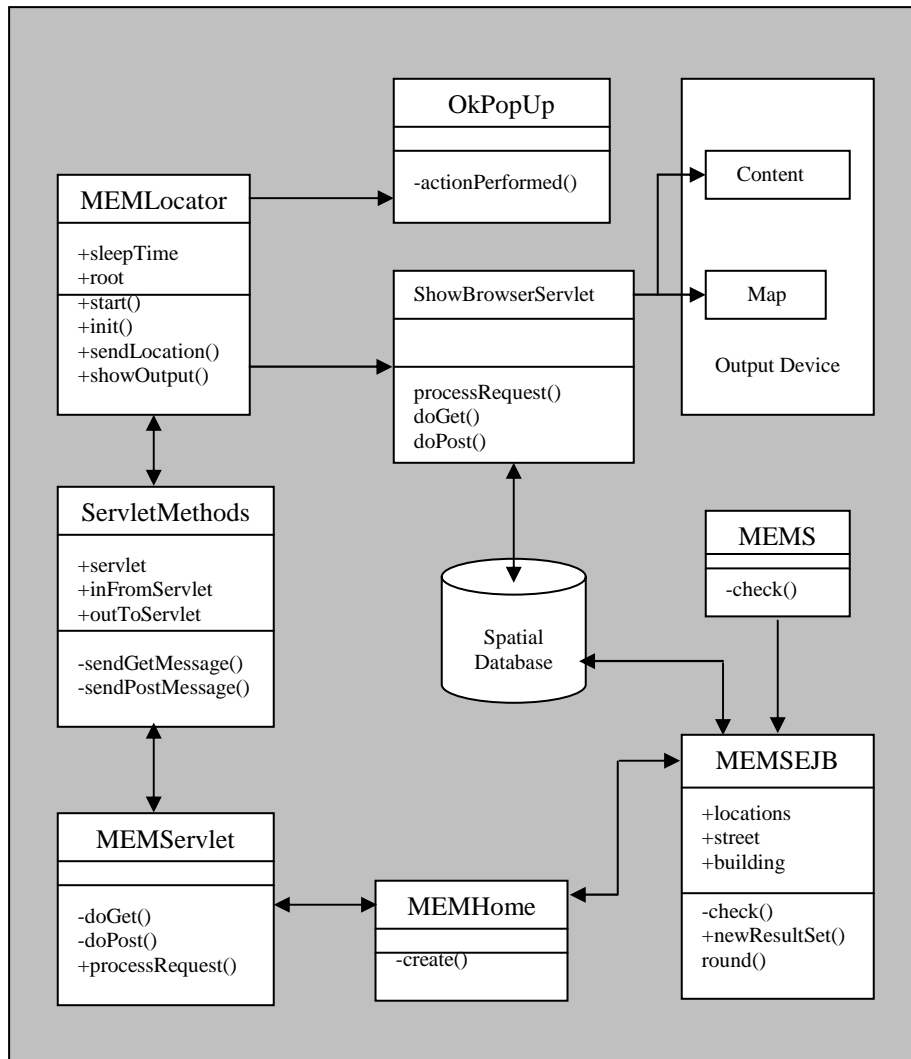 OkPopUp
-actionPerformed()
Content
Map
Output Device
MEMLocator
+sleepTime
+root
+start()
+init()
+sendLocation()
+showOutput()
ShowBrowserServlet
processRequest()
doGet()
doPost()
ServletMethods
+servlet
+inFromServlet
+outToServlet
-sendGetMessage()
-sendPostMessage()
Spatial
Database
MEMS
-check()
MEMSEJB
+locations
+street
+building
-check()
+newResultSet()
round()
MEMServlet
-doGet()
-doPost()
+processRequest()
MEMHome
-create()